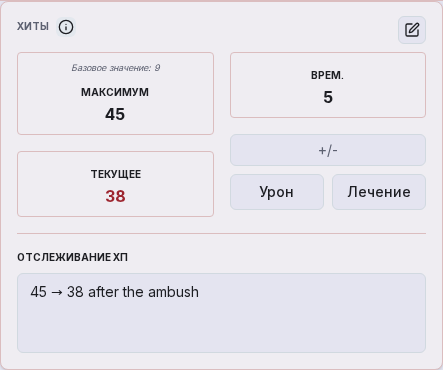 ХИТЫ
Базовое значение: 9
МАКСИМУМ
45
ТЕКУЩЕЕ
38
ВРЕМ.
5
+/-
Урон
Лечение
ОТСЛЕЖИВАНИЕ ХП
45 → 38 after the ambush